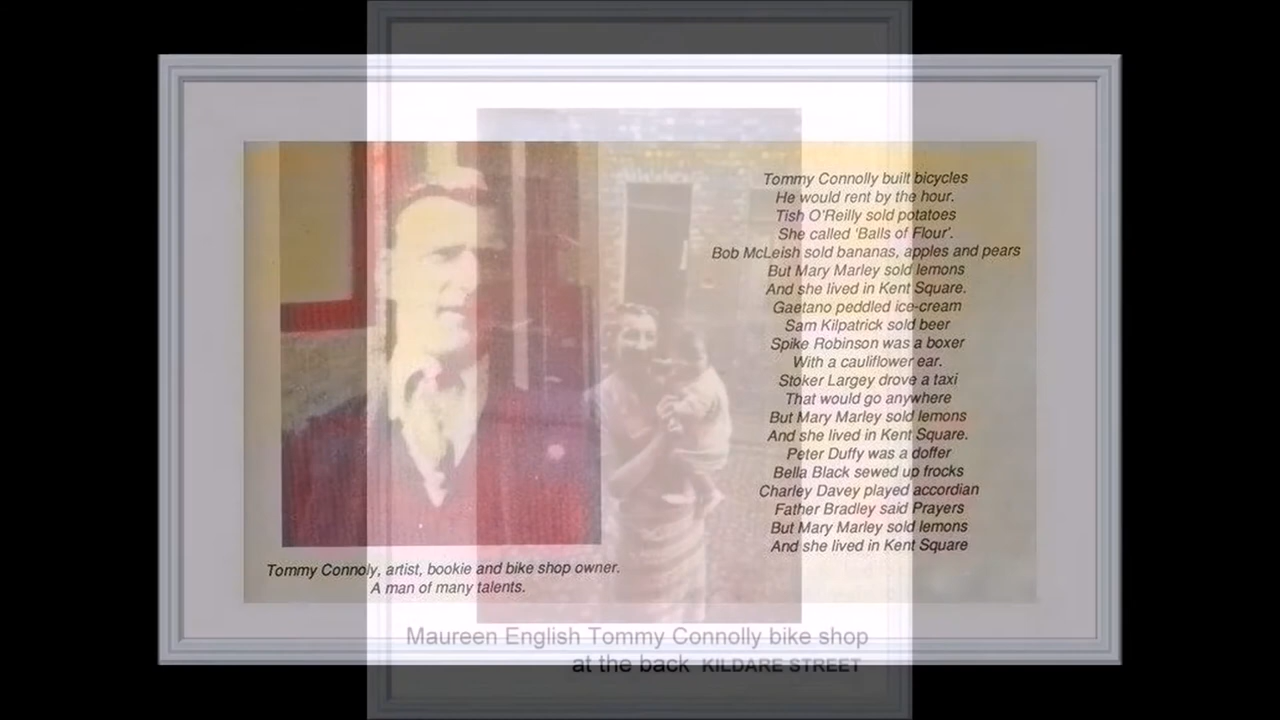 Tommy Connolly built bicycles
He would rent by the hour.
Tish O'Reilly sold potatoes
She called 'Balls of Flour'.
Bob McLeish sold bananas, apples and pears
But Mary Marley sold lemons
And she lived in Kent Square.
Gaetano peddled ice-cream
Sam Kilpatrick sold beer
Spike Robinson was a boxer
With a cauliflower ear.
Stoker Largey drove a taxi
That would go anywhere
But Mary Marley sold lemons
And she lived in Kent Square.
Peter Duffy was a doffer
Bella Black sewed up frocks
Charley Davey played accordian
Father Bradley said Prayers
But Mary Marley sold lemons
And she lived in Kent Square
Tommy Connoly, artist, bookie and bike shop owner.
A man of many talents.
Maureen English Tommy Connolly bike shop
at the back KILDARE STREET